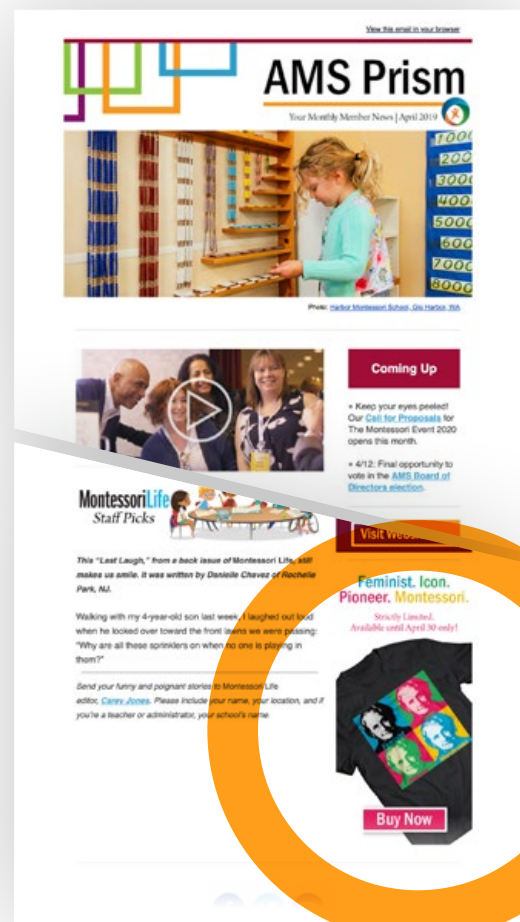 View this email in your browser
AMS Prism
Your Monthly Member News | April 2019
1000
200
3000
400
5000
600
7000
8000
Photo: Harbor Montessori School, Gig Harbor, WA
Coming Up
» Keep your eyes peeled!
Our Call for Proposals for
The Montessori Event 2020
opens this month.
» 4/12: Final opportunity to
vote in the AMS Board of
Directors election.
Montessori Life
Staff Picks
This "Last Laugh," from a back issue of Montessori Life, still
makes us smile. It was written by Danielle Chavez of Rochelle
Park, NJ.
Walking with my 4-year-old son last week, I laughed out loud
when he looked over toward the front lawns we were passing:
"Why are all these sprinklers on when no one is playing in
them?"
Send your funny and poignant stories to Montessori Life
editor, Carey Jones. Please include your name, your location, and if
you're a teacher or administrator, your school's name.
Visit
Feminist. Icon.
Pioneer. Montessori.
Strictly Limited.
Available until April 30 only!
Buy Now